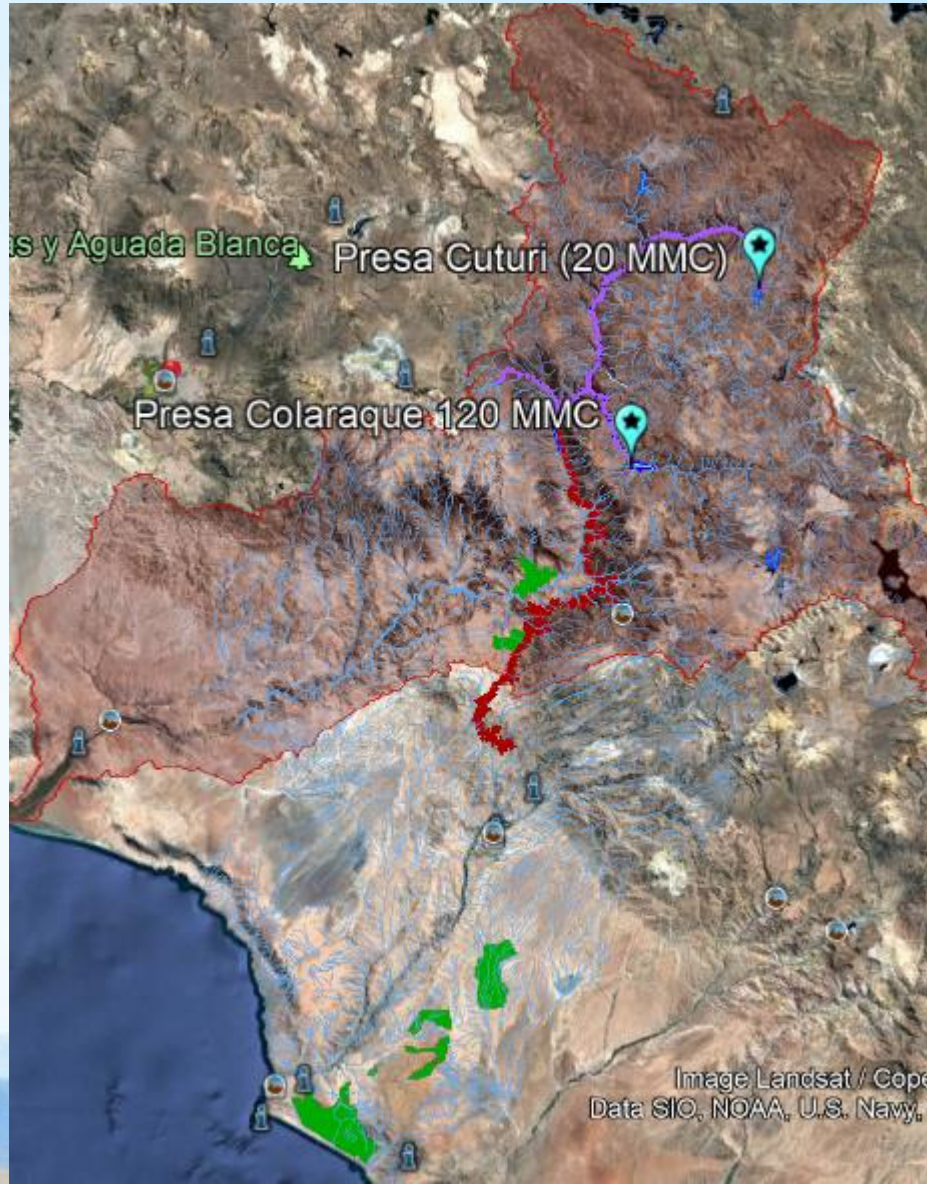 as y Aguada Blanca
Presa Cuturi (20 MMC)
Presa Colaraque 120 MMC
Image Landsat / Cope
Data SIO, NOAA, U.S. Navy,